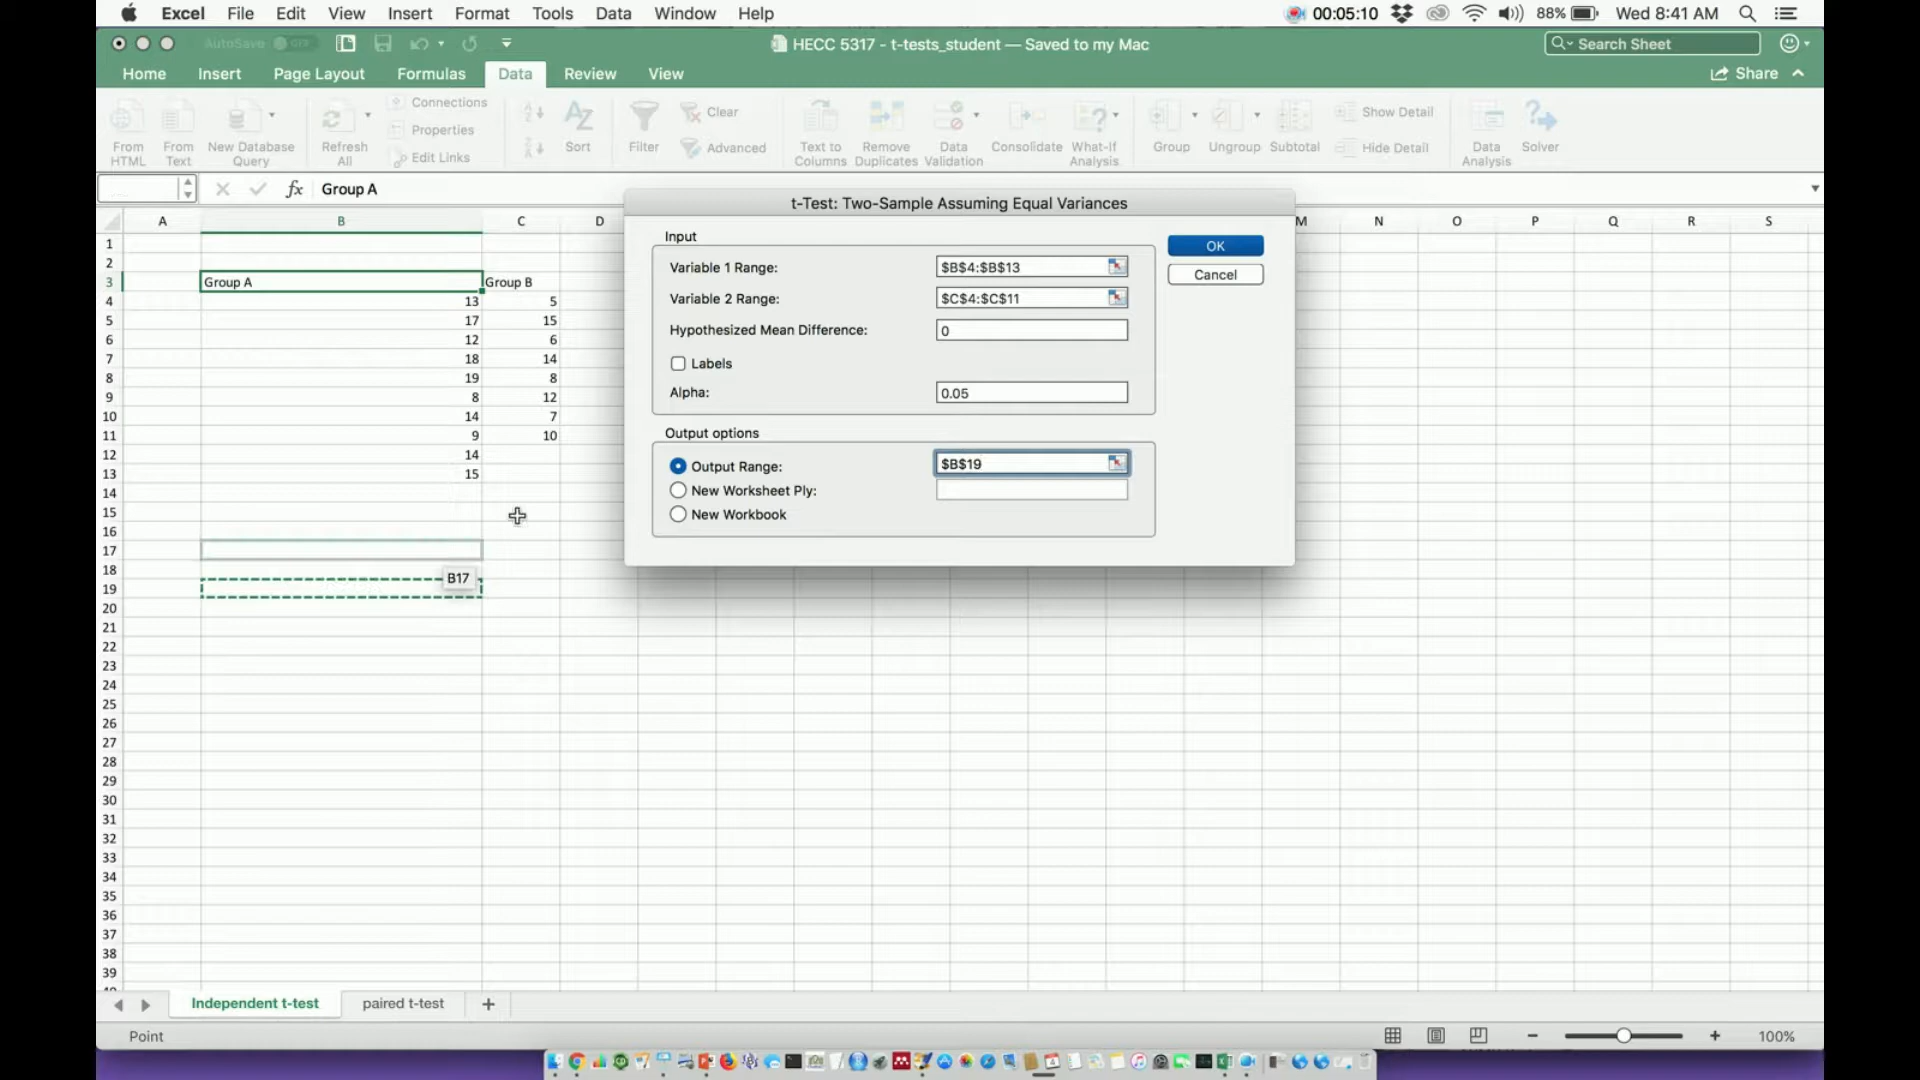 Excel File Edit View Insert Format Tools Data Window Help 00:05:10 88% Wed 8:41 AM
AutoSave OFF HECC 5317 - t-tests_student — Saved to my Mac Search Sheet
Home Insert Page Layout Formulas Data Review View Share
From HTML
From Text
New Database Query
Refresh All
Connections
Properties
Edit Links
Sort
Filter
Clear
Advanced
Text to Columns
Remove Duplicates
Data Validation
Consolidate
What-If Analysis
Group
Ungroup
Subtotal
Show Detail
Hide Detail
Data Analysis
Solver
fx Group A
A B C D M N O P Q R S
1
2
3 Group A Group B
4 13 5
5 17 15
6 12 6
7 18 14
8 19 8
9 8 12
10 14 7
11 9 10
12 14
13 15
14
15
16
17
18
19
B17
20
21
22
23
24
25
26
27
28
29
30
31
32
33
34
35
36
37
38
39
t-Test: Two-Sample Assuming Equal Variances
Input
Variable 1 Range: $B$4:$B$13
Variable 2 Range: $C$4:$C$11
Hypothesized Mean Difference: 0
Labels
Alpha: 0.05
Output options
Output Range: $B$19
New Worksheet Ply:
New Workbook
OK
Cancel
Independent t-test paired t-test +
Point 100%